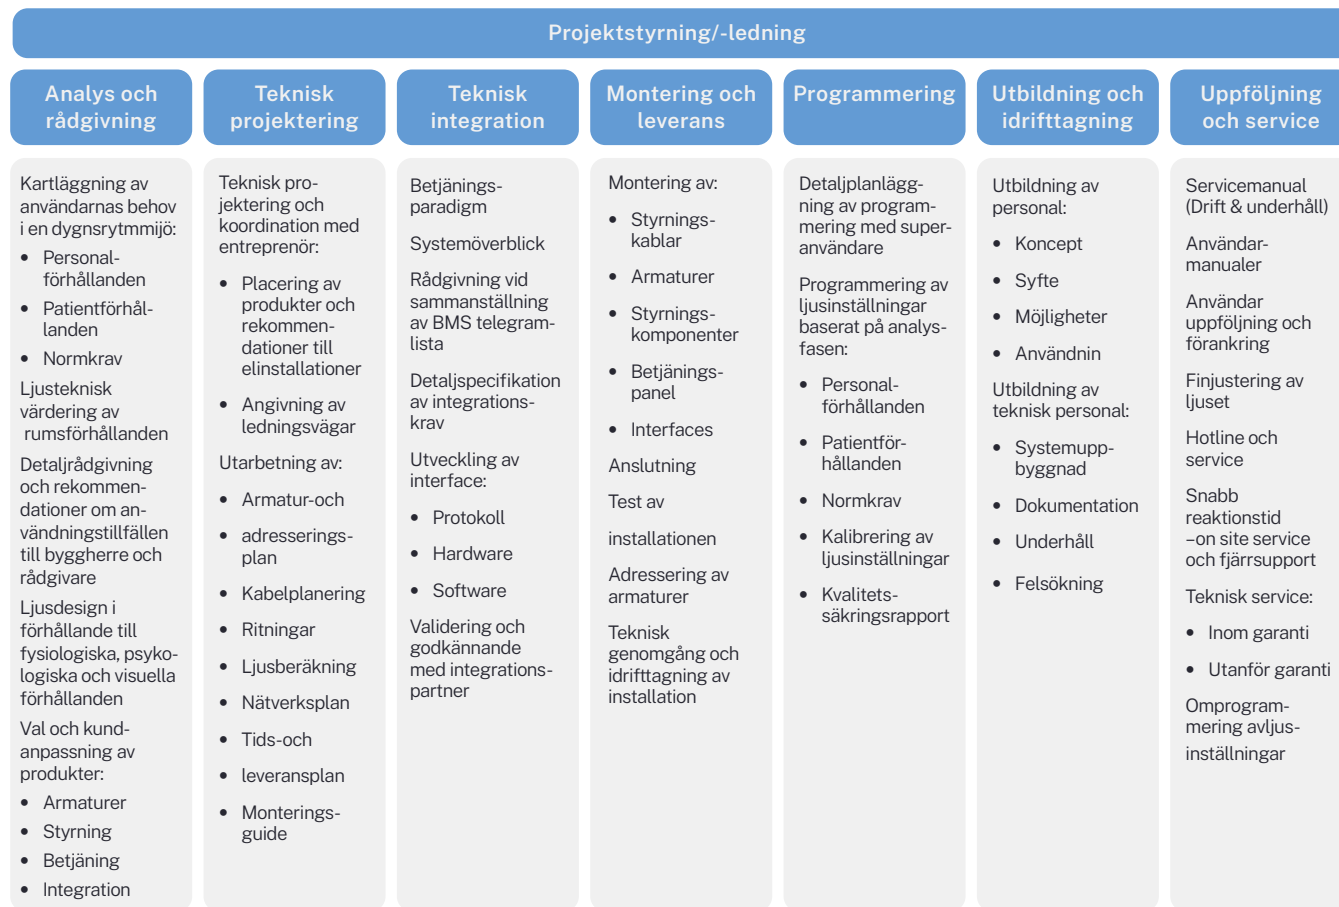 Projektstyrning/-ledning
Analys och
rådgivning
Kartläggning av
användarnas behov
i en dygnsrytmmijö:
• Personal-
förhållanden
• Patientförhål-
landen
• Normkrav
Ljusteknisk
värdering av
rumsförhållanden
Detaljrådgivning
och rekommen-
dationer om an-
vändningstillfällen
till byggherre och
rådgivare
Ljusdesign i
förhållande till
fysiologiska, psyko-
logiska och visuella
förhållanden
Val och kund-
anpassning av
produkter:
• Armaturer
• Styrning
• Betjäning
• Integration
Teknisk
projektering
Teknisk pro-
jektering och
koordination med
entreprenör:
• Placering av
produkter och
rekommen-
dationer till
elinstallationer
• Angivning av
ledningsvägar
Utarbetning av:
• Armatur-och
• adresserings-
plan
• Kabelplanering
• Ritningar
• Ljusberäkning
• Nätverksplan
• Tids-och
• leveransplan
• Monterings-
guide
Teknisk
integration
Betjänings-
paradigm
Systemöverblick
Rådgivning vid
sammanställning
av BMS telegram-
lista
Detaljspecifikation
av integrations-
krav
Utveckling av
interface:
• Protokoll
• Hardware
• Software
Validering och
godkännande
med integrations-
partner
Montering och
leverans
Montering av:
• Styrnings-
kablar
• Armaturer
• Styrnings-
komponenter
• Betjänings-
panel
• Interfaces
Anslutning
Test av
installationen
Adressering av
armaturer
Teknisk
genomgång och
idrifttagning av
installation
Programmering
Detaljplanlägg-
ning av program-
mering med super-
användare
Programmering av
ljusinställningar
baserat på analys-
fasen:
• Personal-
förhållanden
• Patientför-
hållanden
• Normkrav
• Kalibrering av
ljusinställningar
• Kvalitets-
säkringsrapport
Utbildning och
idrifttagning
Utbildning av
personal:
• Koncept
• Syfte
• Möjligheter
• Användnin
Utbildning av
teknisk personal:
• Systemupp-
byggnad
• Dokumentation
• Underhåll
• Felsökning
Uppföljning
och service
Servicemanual
(Drift & underhåll)
Användar-
manualer
Användar
uppföljning och
förankring
Finjustering av
ljuset
Hotline och
service
Snabb
reaktionstid
–on site service
och fjärrsupport
Teknisk service:
• Inom garanti
• Utanför garanti
Omprogram-
mering avljus-
inställningar